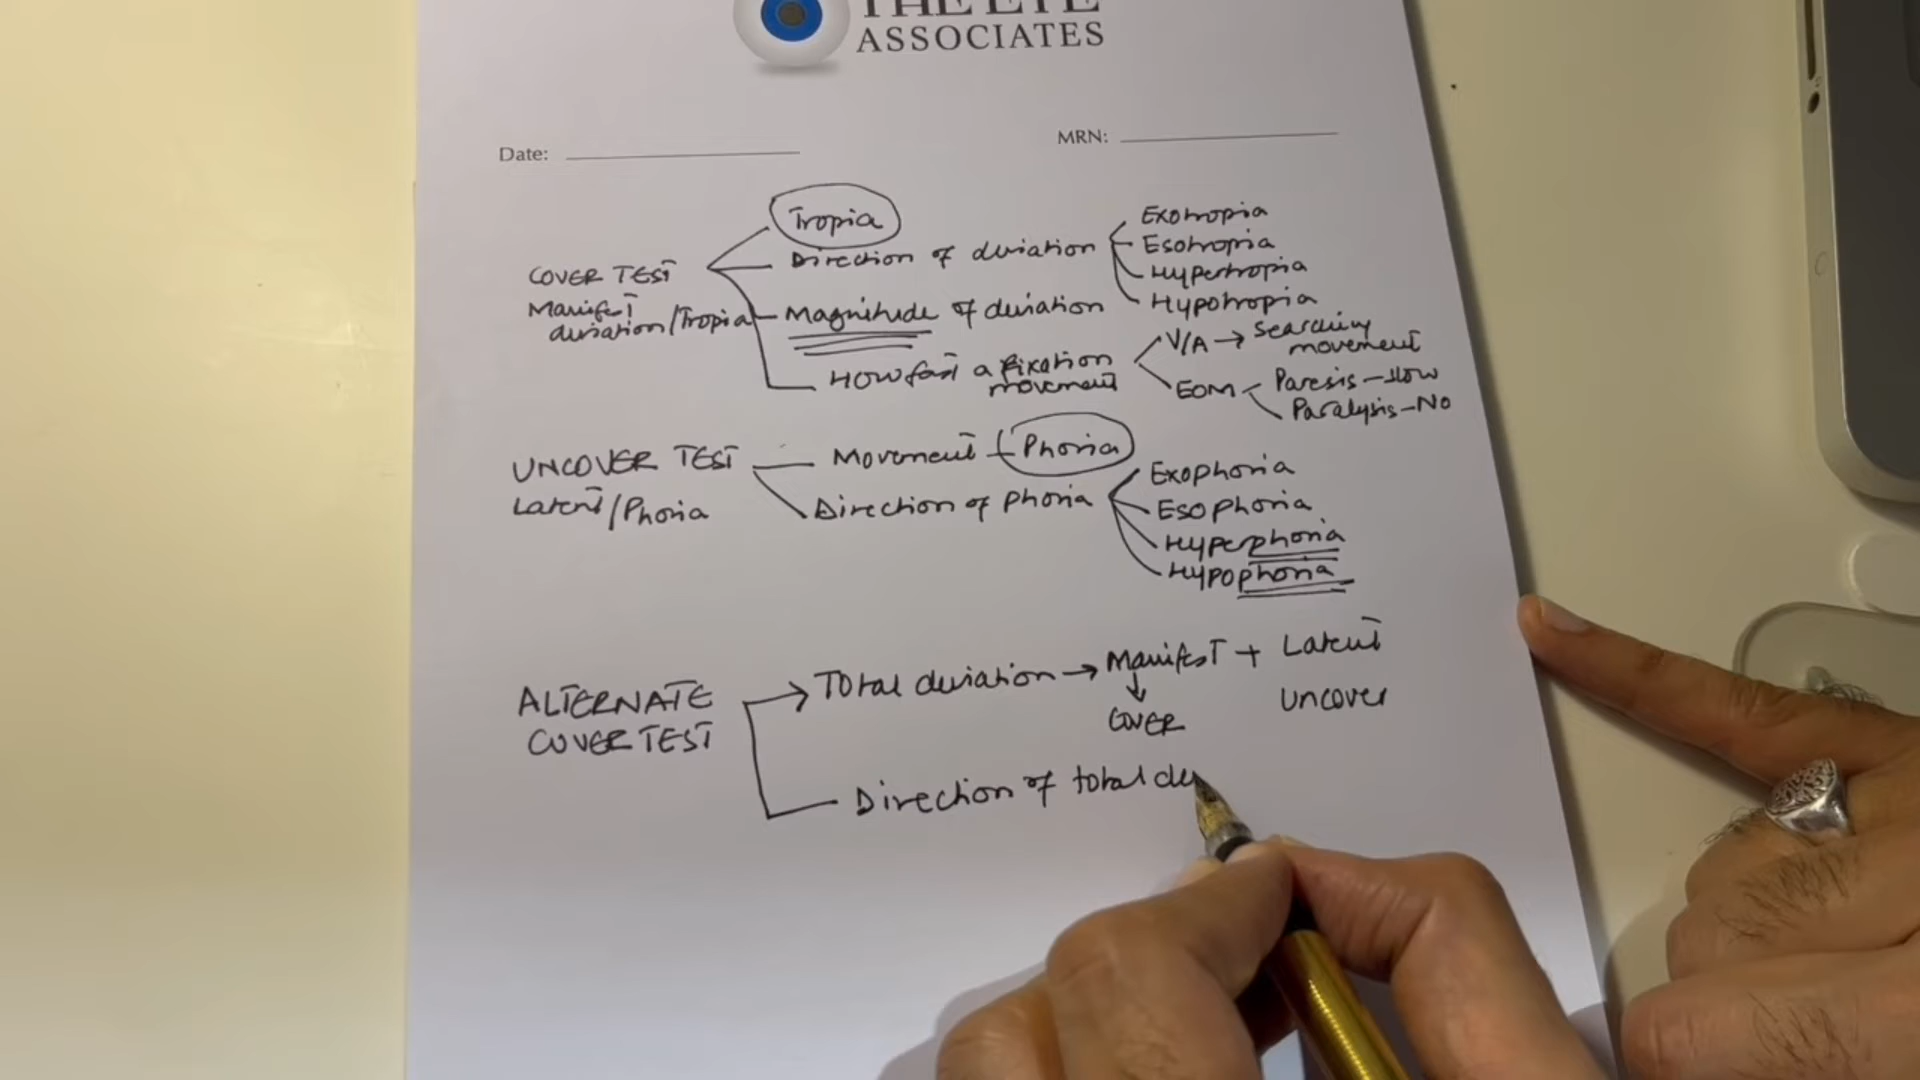 THE EYE
ASSOCIATES
Date:
MRN:
Tropia
Direction of deviation
Exotropia
Esotropia
Hypertropia
Hypotropia
COVER TEST
Manifest
deviation/Tropia
Magnitude of deviation
How fast a fixation
movement
V/A → Searching
movement
EOM
Paresis - slow
Paralysis - No
UNCOVER TEST
Latent/Phoria
Movement - Phoria
Direction of phoria
Exophoria
Esophoria
Hyperphoria
Hypophoria
ALTERNATE
COVER TEST
Total deviation → Manifest + Latent
COVER
Uncover
Direction of total de